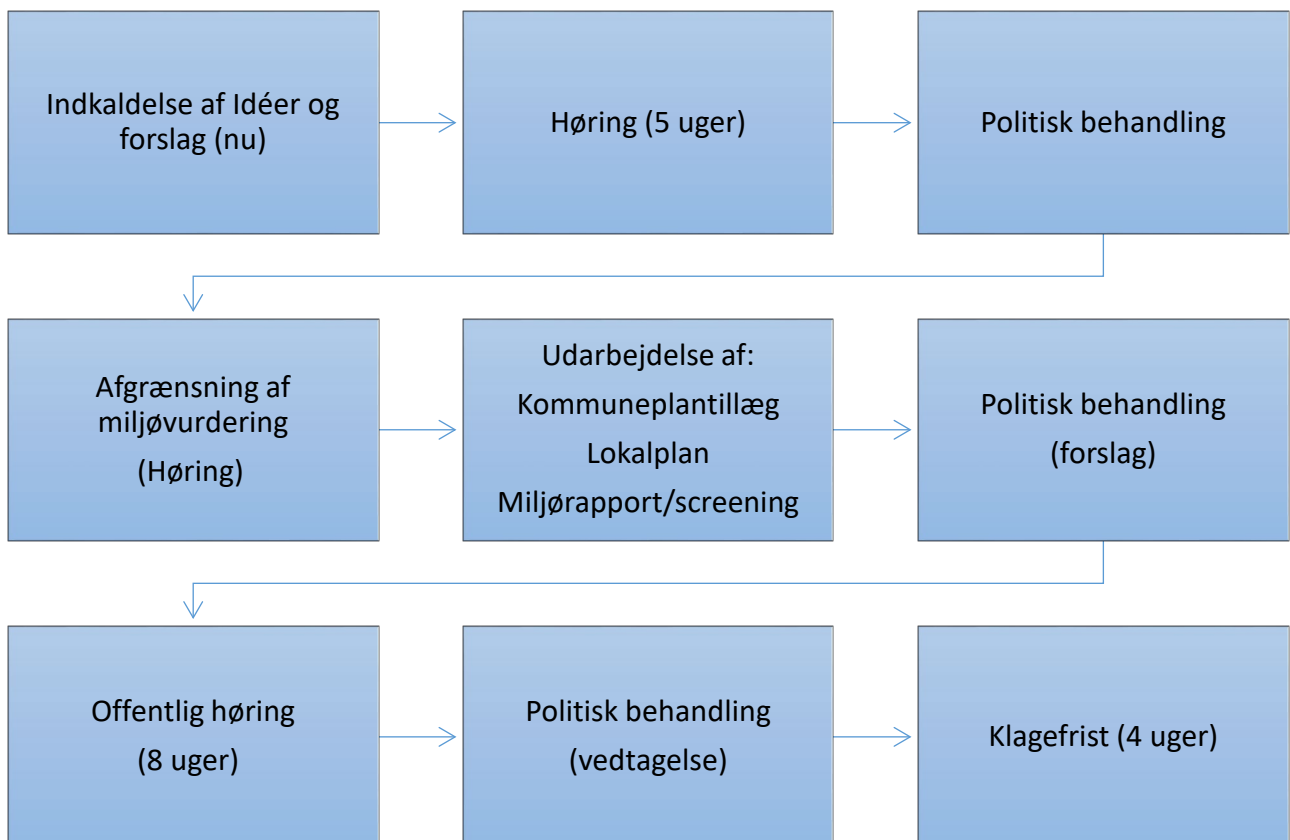 Indkaldelse af Idéer og
forslag (nu)
Høring (5 uger)
Politisk behandling
Afgrænsning af
miljøvurdering
(Høring)
Udarbejdelse af:
Kommuneplantillæg
Lokalplan
Miljørapport/screening
Politisk behandling
(forslag)
Offentlig høring
(8 uger)
Politisk behandling
(vedtagelse)
Klagefrist (4 uger)